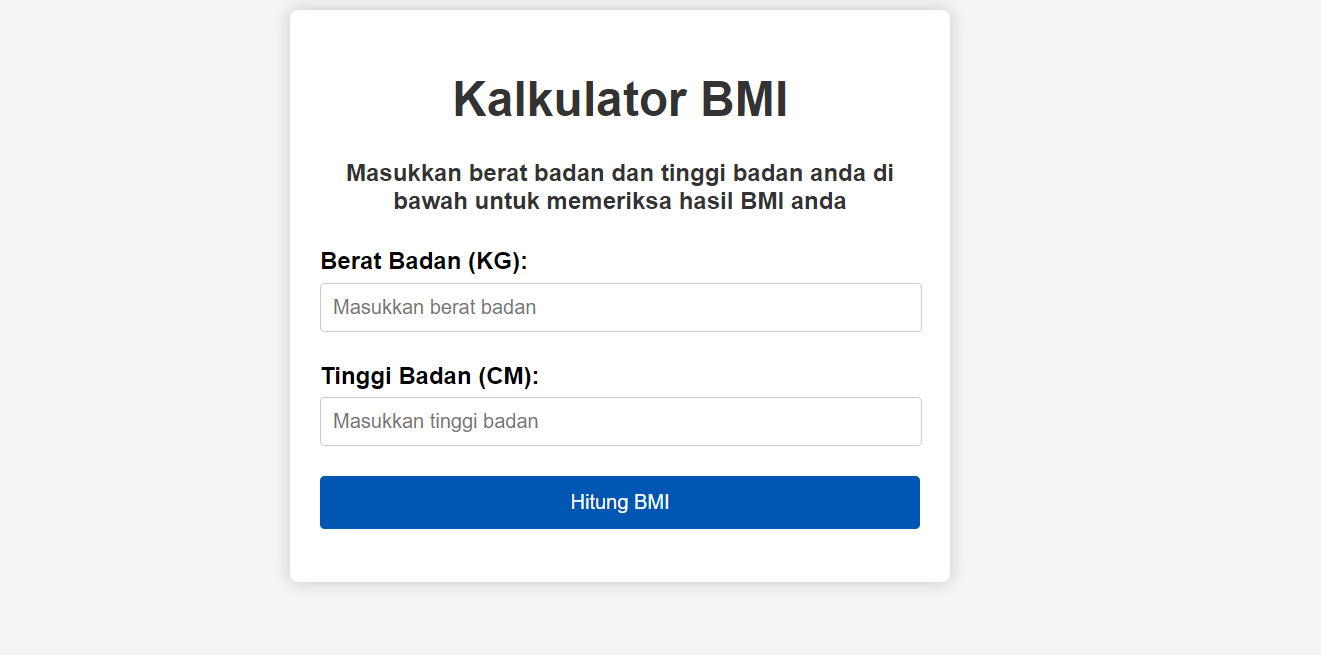 Kalkulator BMI
Masukkan berat badan dan tinggi badan anda di
bawah untuk memeriksa hasil BMI anda
Berat Badan (KG):
Masukkan berat badan
Tinggi Badan (CM):
Masukkan tinggi badan
Hitung BMI